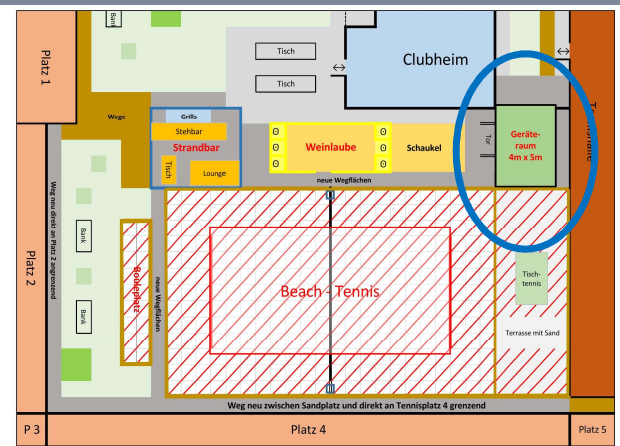 Bank
Platz 1
Tisch
Tisch
Clubheim
Wege
Grills
Stehbar
Strandbar
Tisch
Lounge
Weinlaube
Schaukel
Tor
Geräte-
raum
4m x 5m
neue Wegflächen
Weg neu direkt an Platz 2 angrenzend
Platz 2
Bank
Bank
Bouleplatz
neue Wegflächen
Beach - Tennis
Tisch-
tennis
Terrasse mit Sand
Weg neu zwischen Sandplatz und direkt an Tennisplatz 4 grenzend
P 3
Platz 4
Platz 5